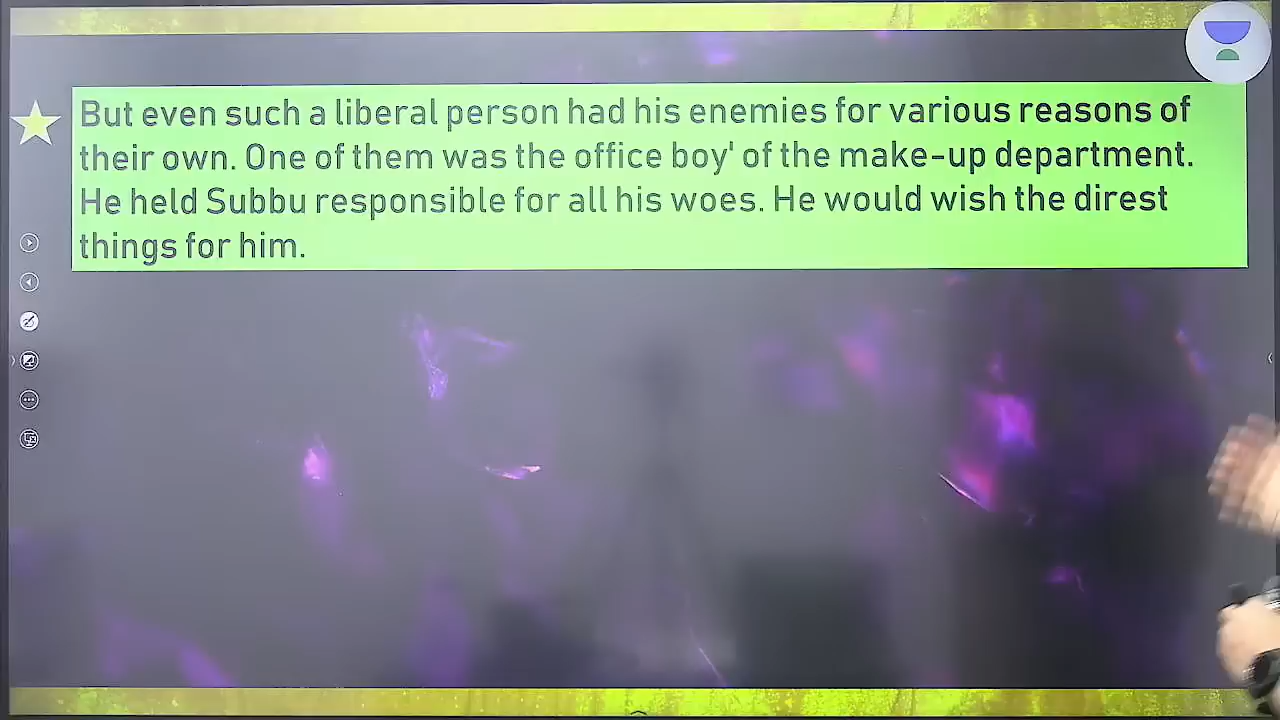 But even such a liberal person had his enemies for various reasons of
their own. One of them was the office boy' of the make-up department.
He held Subbu responsible for all his woes. He would wish the direst
things for him.